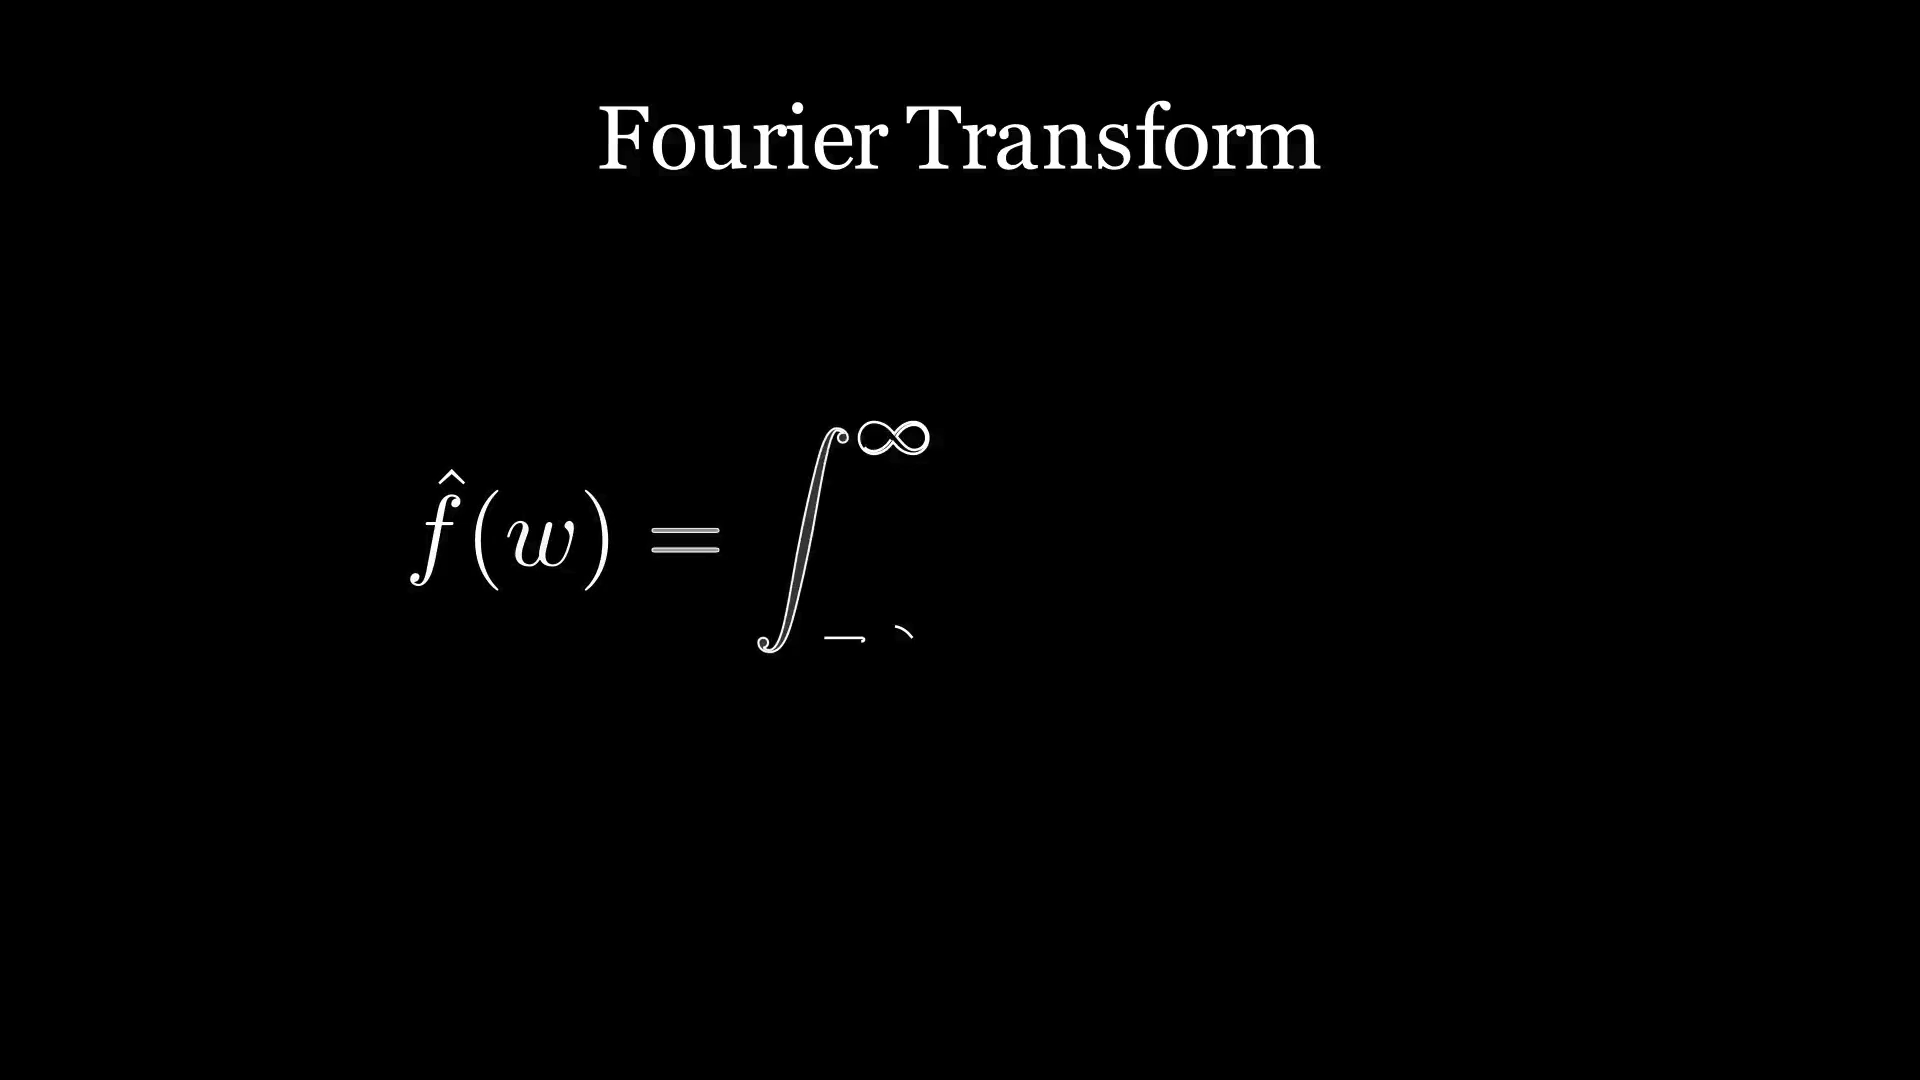 Fourier Transform
f̂(w) = ∫^∞_−